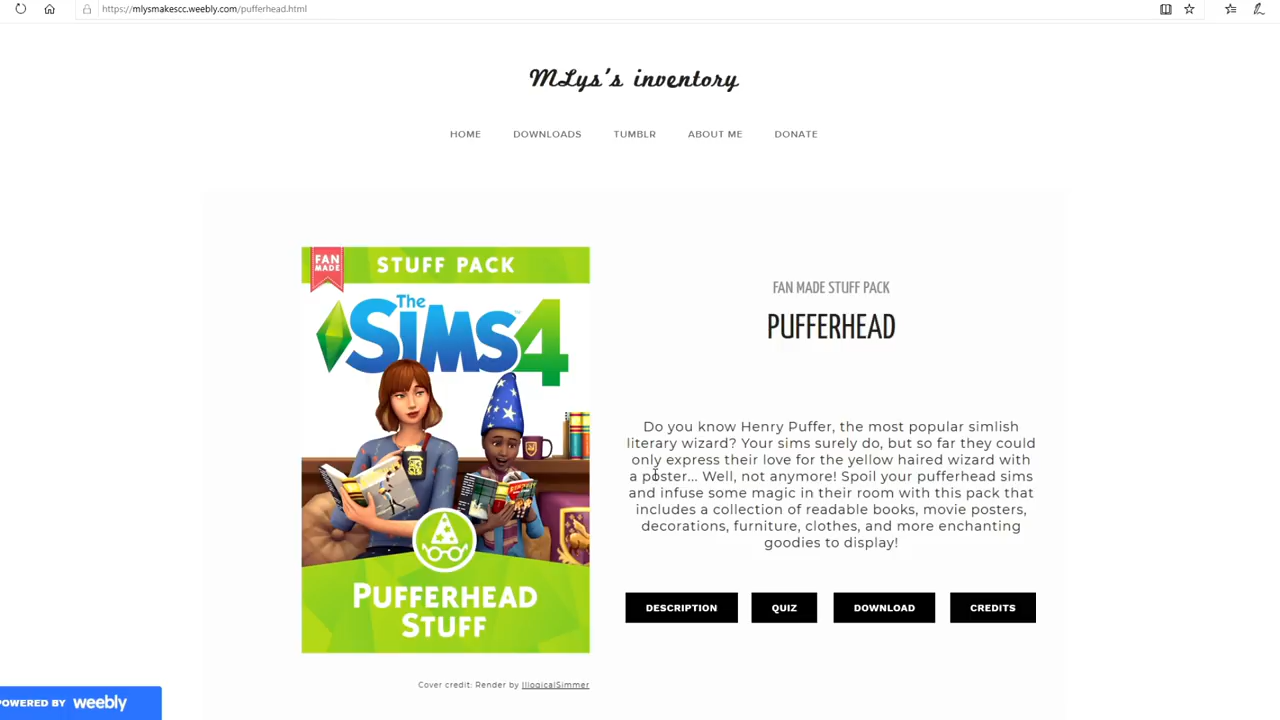 https://mlysmakescc.weebly.com/pufferhead.html
MLys's inventory
HOME DOWNLOADS TUMBLR ABOUT ME DONATE
FAN MADE
STUFF PACK
The SiMS 4
PUFFERHEAD
STUFF
Cover credit: Render by IllogicalSimmer
FAN MADE STUFF PACK
PUFFERHEAD
Do you know Henry Puffer, the most popular simlish
literary wizard? Your sims surely do, but so far they could
only express their love for the yellow haired wizard with
a poster... Well, not anymore! Spoil your pufferhead sims
and infuse some magic in their room with this pack that
includes a collection of readable books, movie posters,
decorations, furniture, clothes, and more enchanting
goodies to display!
DESCRIPTION QUIZ DOWNLOAD CREDITS
POWERED BY weebly